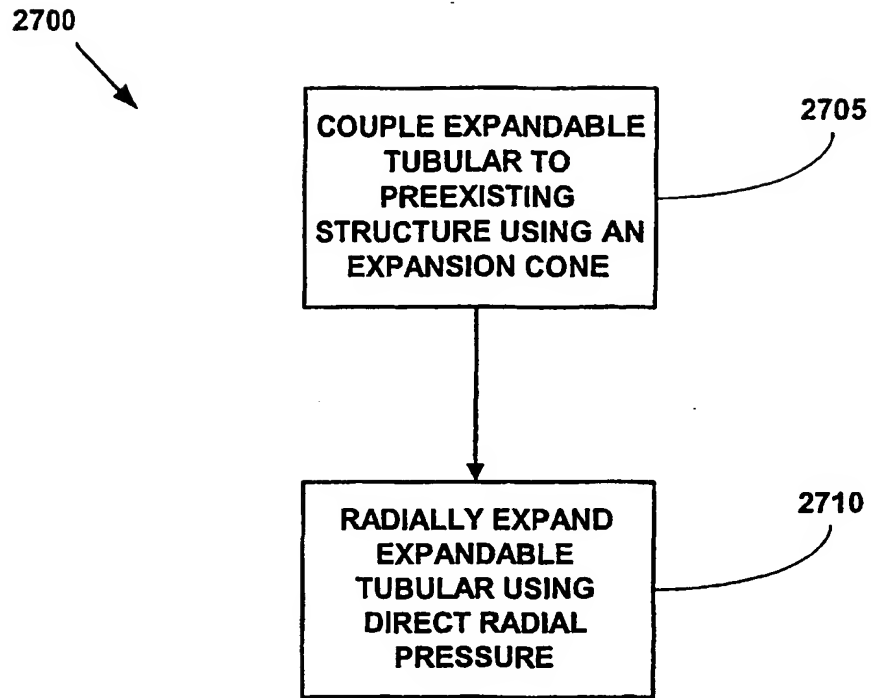 2700
2705
COUPLE EXPANDABLE
TUBULAR TO
PREEXISTING
STRUCTURE USING AN
EXPANSION CONE
2710
RADIALLY EXPAND
EXPANDABLE
TUBULAR USING
DIRECT RADIAL
PRESSURE